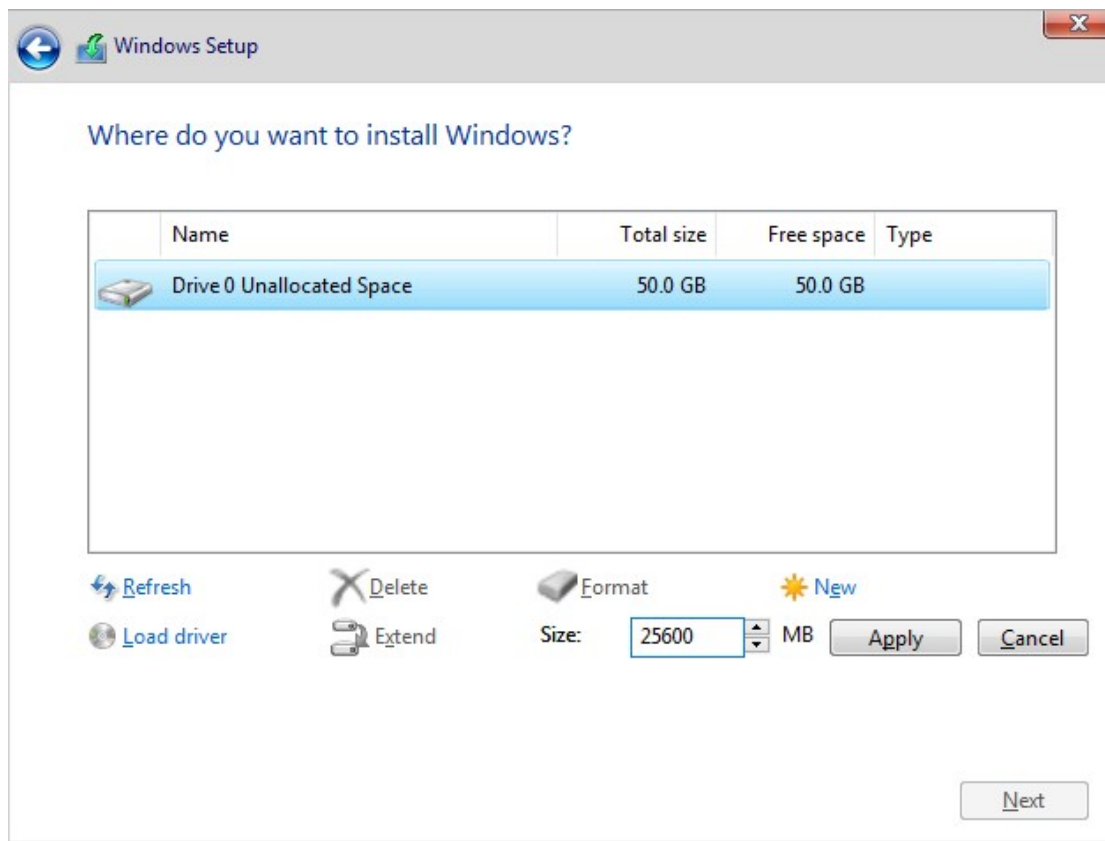 Windows Setup
Where do you want to install Windows?
Name Total size Free space Type
Drive 0 Unallocated Space 50.0 GB 50.0 GB
Refresh Delete Format New
Load driver Extend Size: 25600 MB Apply Cancel
Next